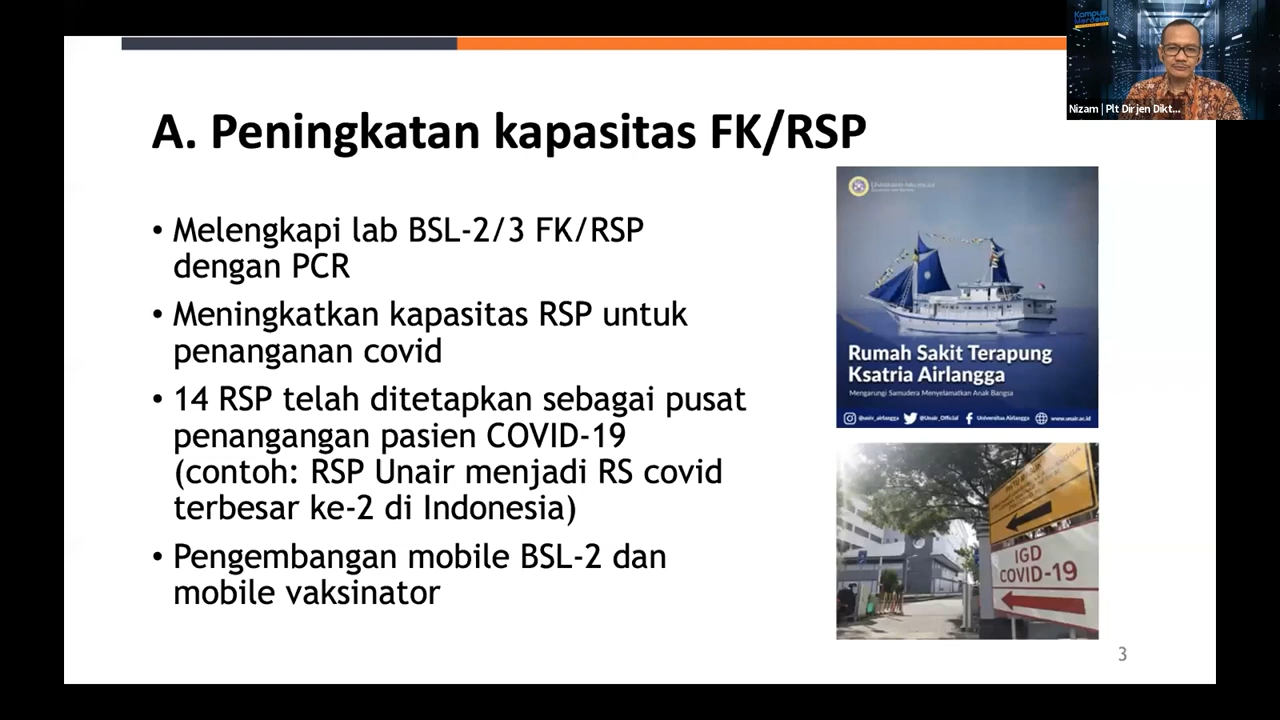 Kampus
Merdeka
Nizam | Plt Dirjen Dikt...
A. Peningkatan kapasitas FK/RSP
• Melengkapi lab BSL-2/3 FK/RSP
dengan PCR
• Meningkatkan kapasitas RSP untuk
penanganan covid
• 14 RSP telah ditetapkan sebagai pusat
penangangan pasien COVID-19
(contoh: RSP Unair menjadi RS covid
terbesar ke-2 di Indonesia)
• Pengembangan mobile BSL-2 dan
mobile vaksinator
Rumah Sakit Terapung
Ksatria Airlangga
Mengarungi Samudera Menyelamatkan Anak Bangsa
@univ_airlangga @Unair_Official Universitas Airlangga www.unair.ac.id
IGD
COVID-19
3